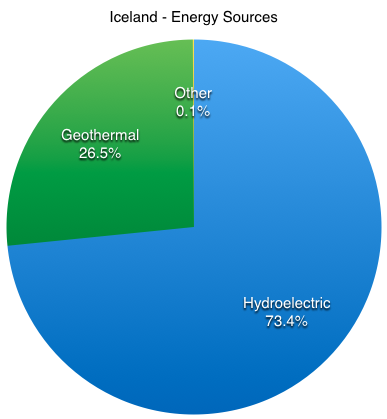 Iceland - Energy Sources
Other
0.1%
Geothermal
26.5%
Hydroelectric
73.4%